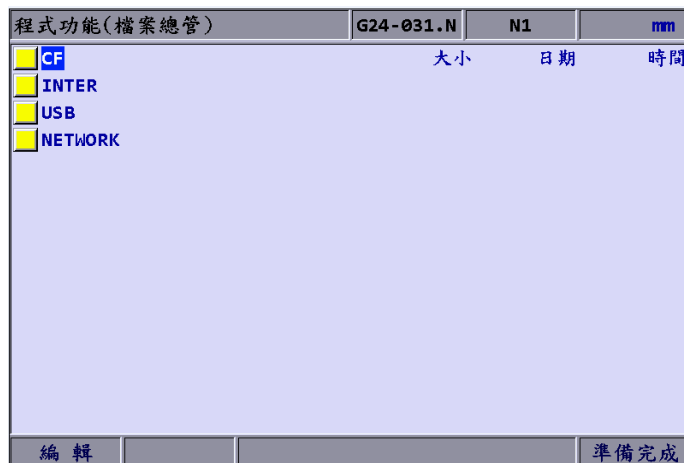 程式功能(檔案總管) G24-031.N N1 mm
CF 大小 日期 時間
INTER
USB
NETWORK
編輯 準備完成